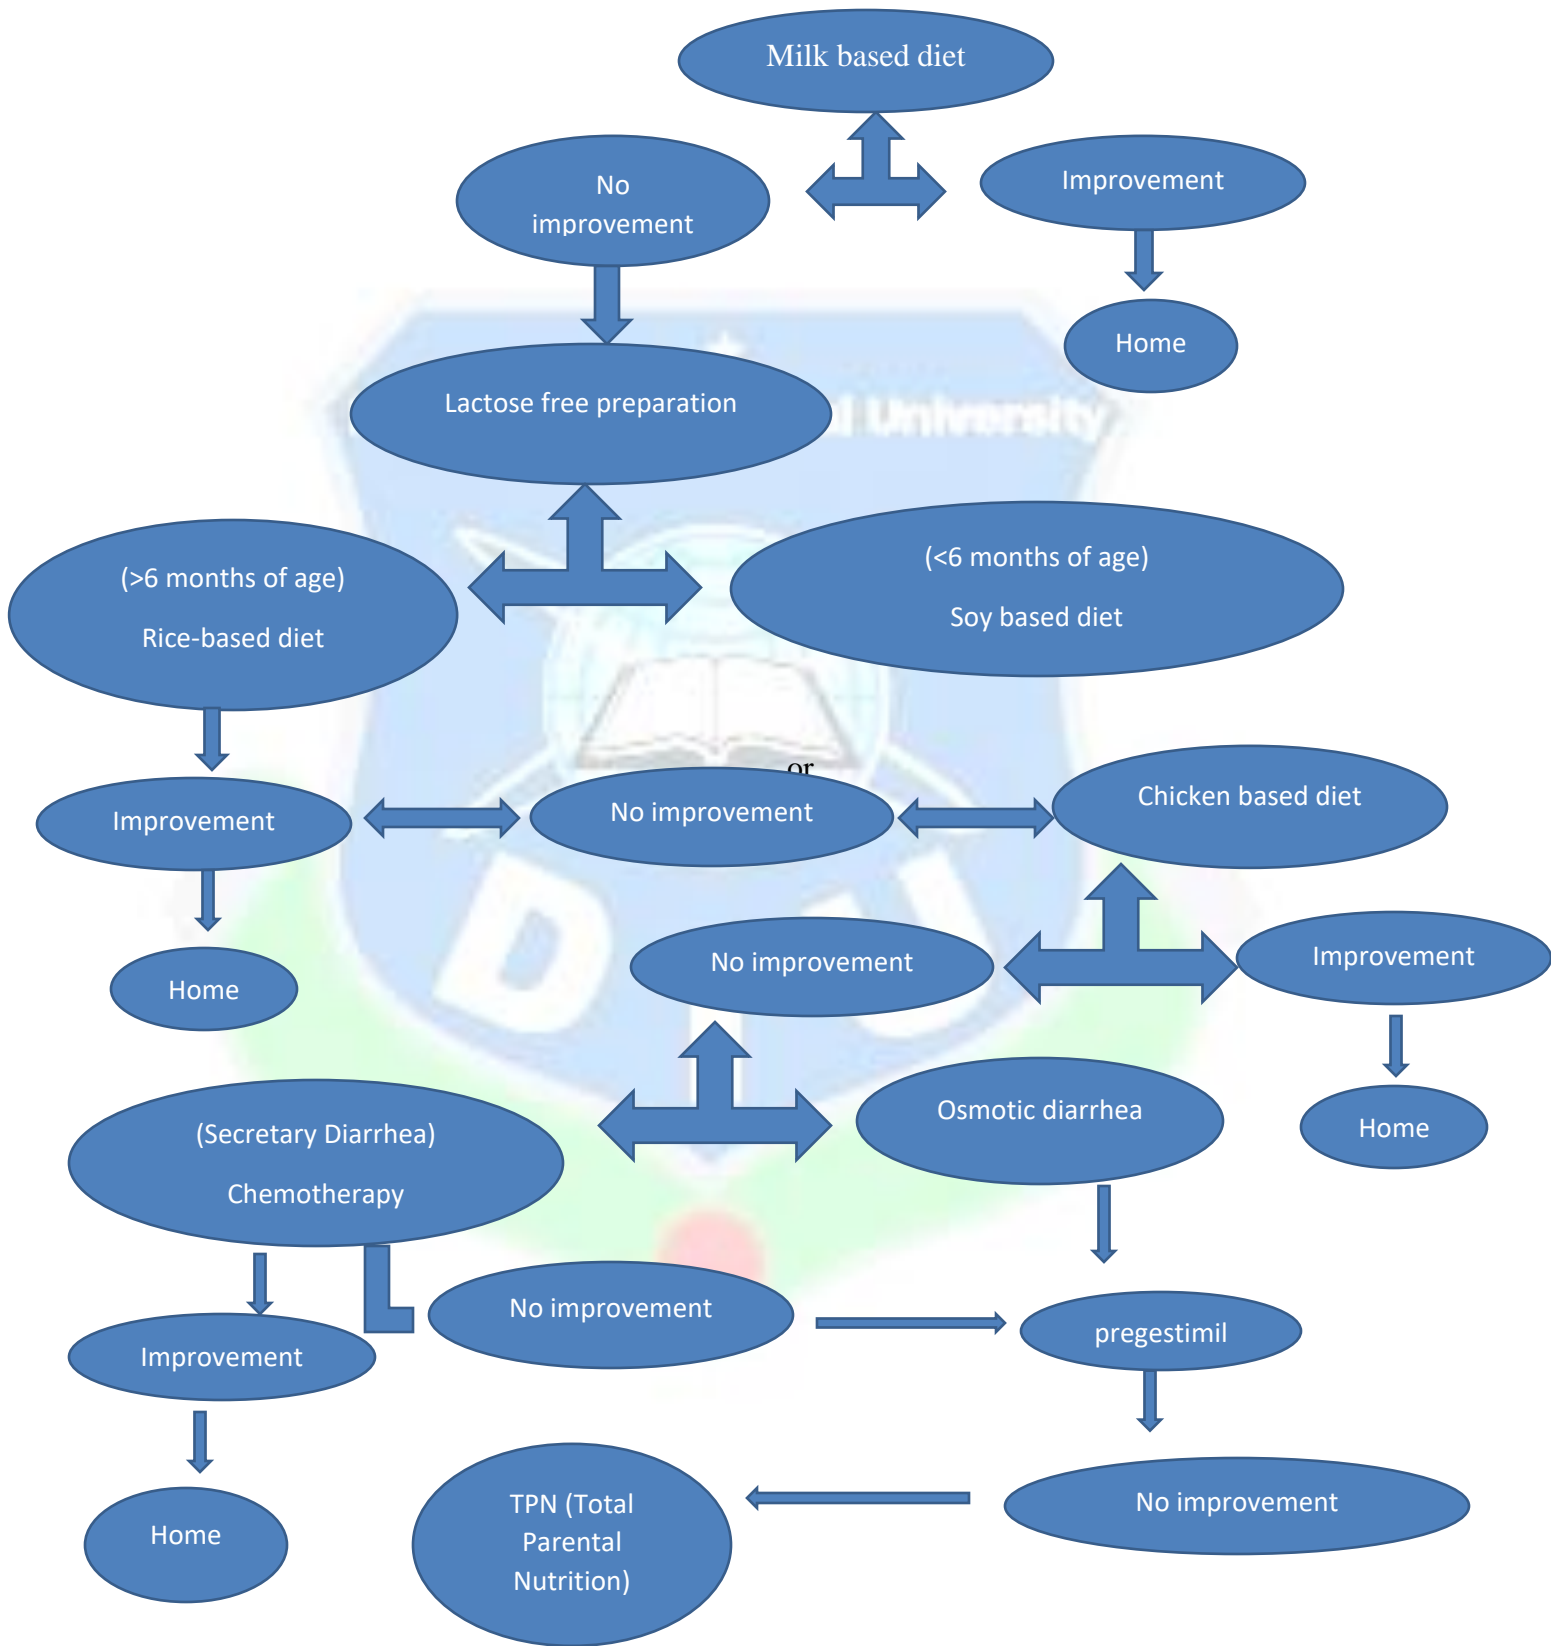 Milk based diet
No
improvement
Improvement
Home
Lactose free preparation
l University
(>6 months of age)
Rice-based diet
(<6 months of age)
Soy based diet
or
Improvement
No improvement
Chicken based diet
No improvement
Improvement
Home
Home
(Secretary Diarrhea)
Chemotherapy
Osmotic diarrhea
No improvement
pregestimil
Improvement
Home
TPN (Total
Parental
Nutrition)
No improvement
D I U